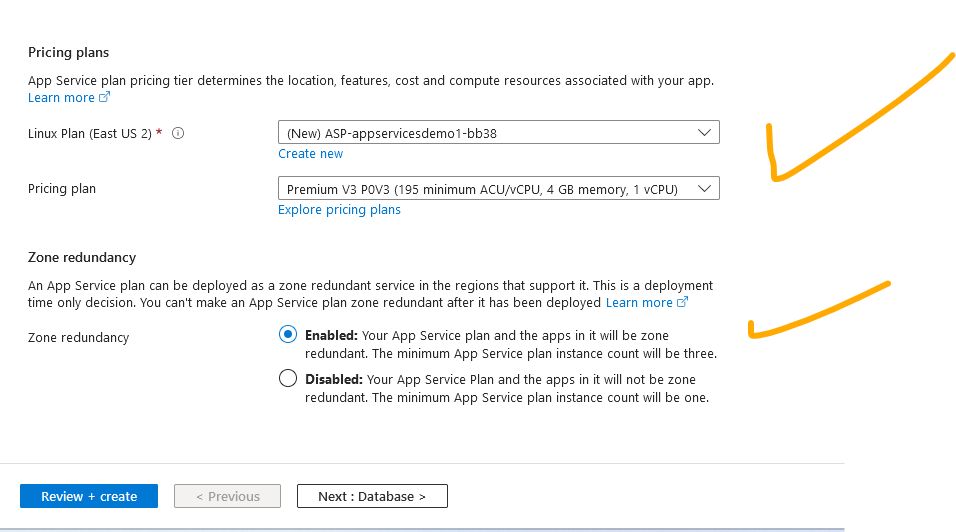 Pricing plans
App Service plan pricing tier determines the location, features, cost and compute resources associated with your app.
Learn more
Linux Plan (East US 2) *
(New) ASP-appservicesdemo1-bb38
Create new
Pricing plan
Premium V3 P0V3 (195 minimum ACU/vCPU, 4 GB memory, 1 vCPU)
Explore pricing plans
Zone redundancy
An App Service plan can be deployed as a zone redundant service in the regions that support it. This is a deployment
time only decision. You can't make an App Service plan zone redundant after it has been deployed Learn more
Zone redundancy
Enabled: Your App Service plan and the apps in it will be zone
redundant. The minimum App Service plan instance count will be three.
Disabled: Your App Service Plan and the apps in it will not be zone
redundant. The minimum App Service plan instance count will be one.
Review + create
< Previous
Next : Database >